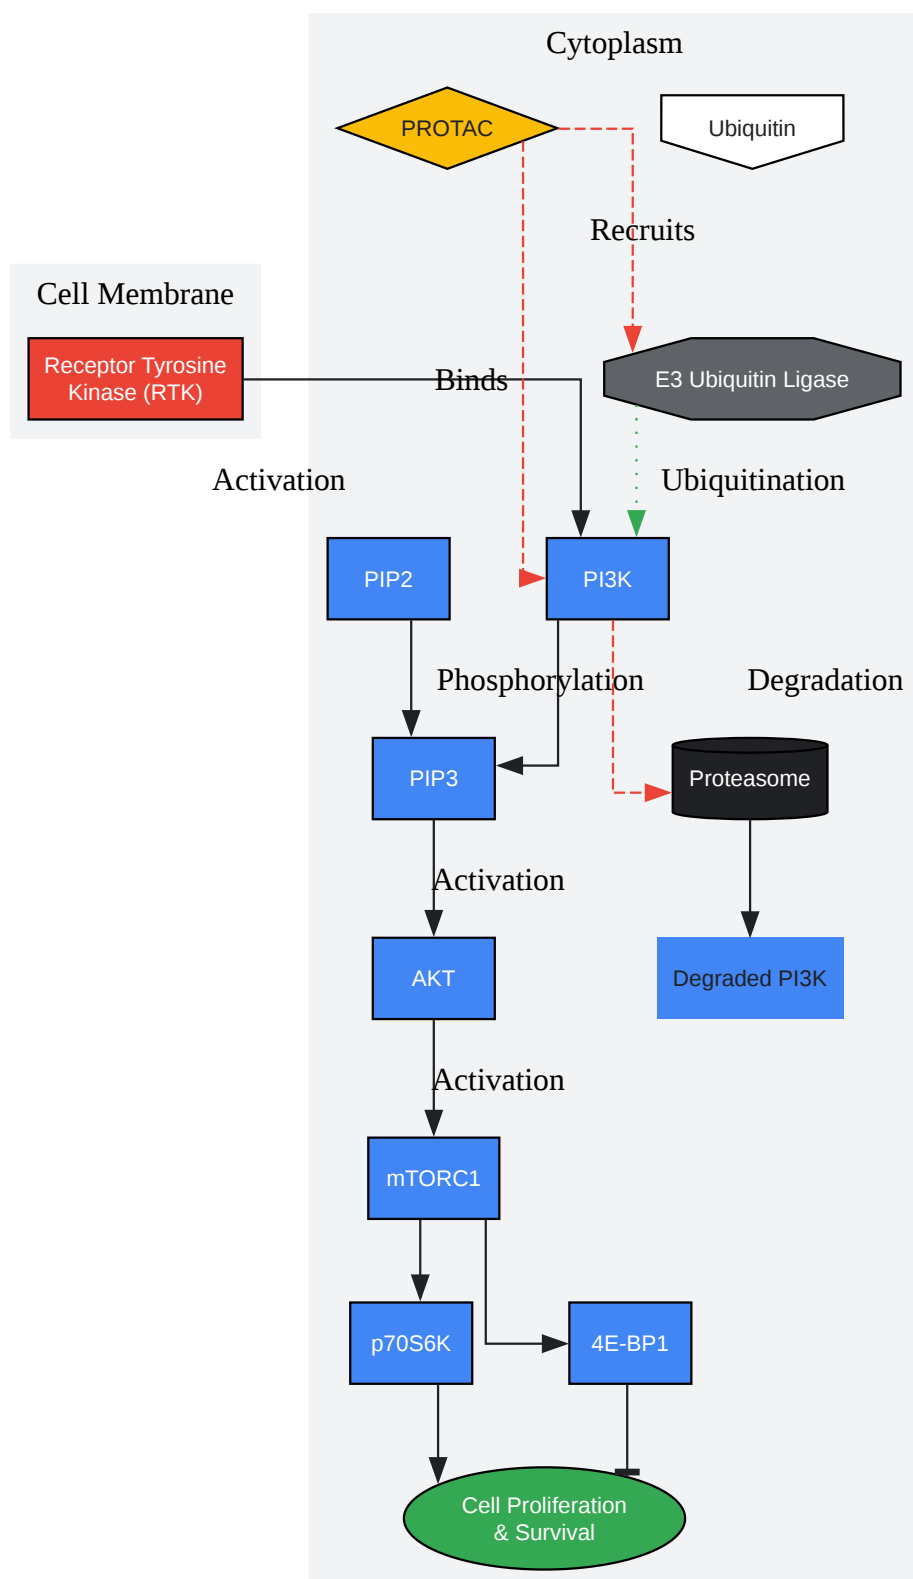 Cytoplasm
PROTAC
Ubiquitin
Recruits
Cell Membrane
Receptor Tyrosine
Kinase (RTK)
Binds
E3 Ubiquitin Ligase
Activation
Ubiquitination
PIP2
PI3K
Phosphorylation
Degradation
PIP3
Proteasome
Activation
AKT
Degraded PI3K
Activation
mTORC1
p70S6K
4E-BP1
Cell Proliferation
& Survival